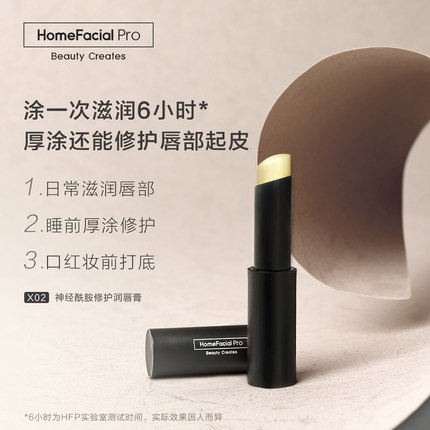 HomeFacial Pro
Beauty Creates
涂一次滋润6小时*
厚涂还能修护唇部起皮
1.日常滋润唇部
2.睡前厚涂修护
3.口红妆前打底
X02 神经酰胺修护润唇膏
HomeFacial Pro
Beauty Creates
*6小时为HFP实验室测试时间，实际效果因人而异